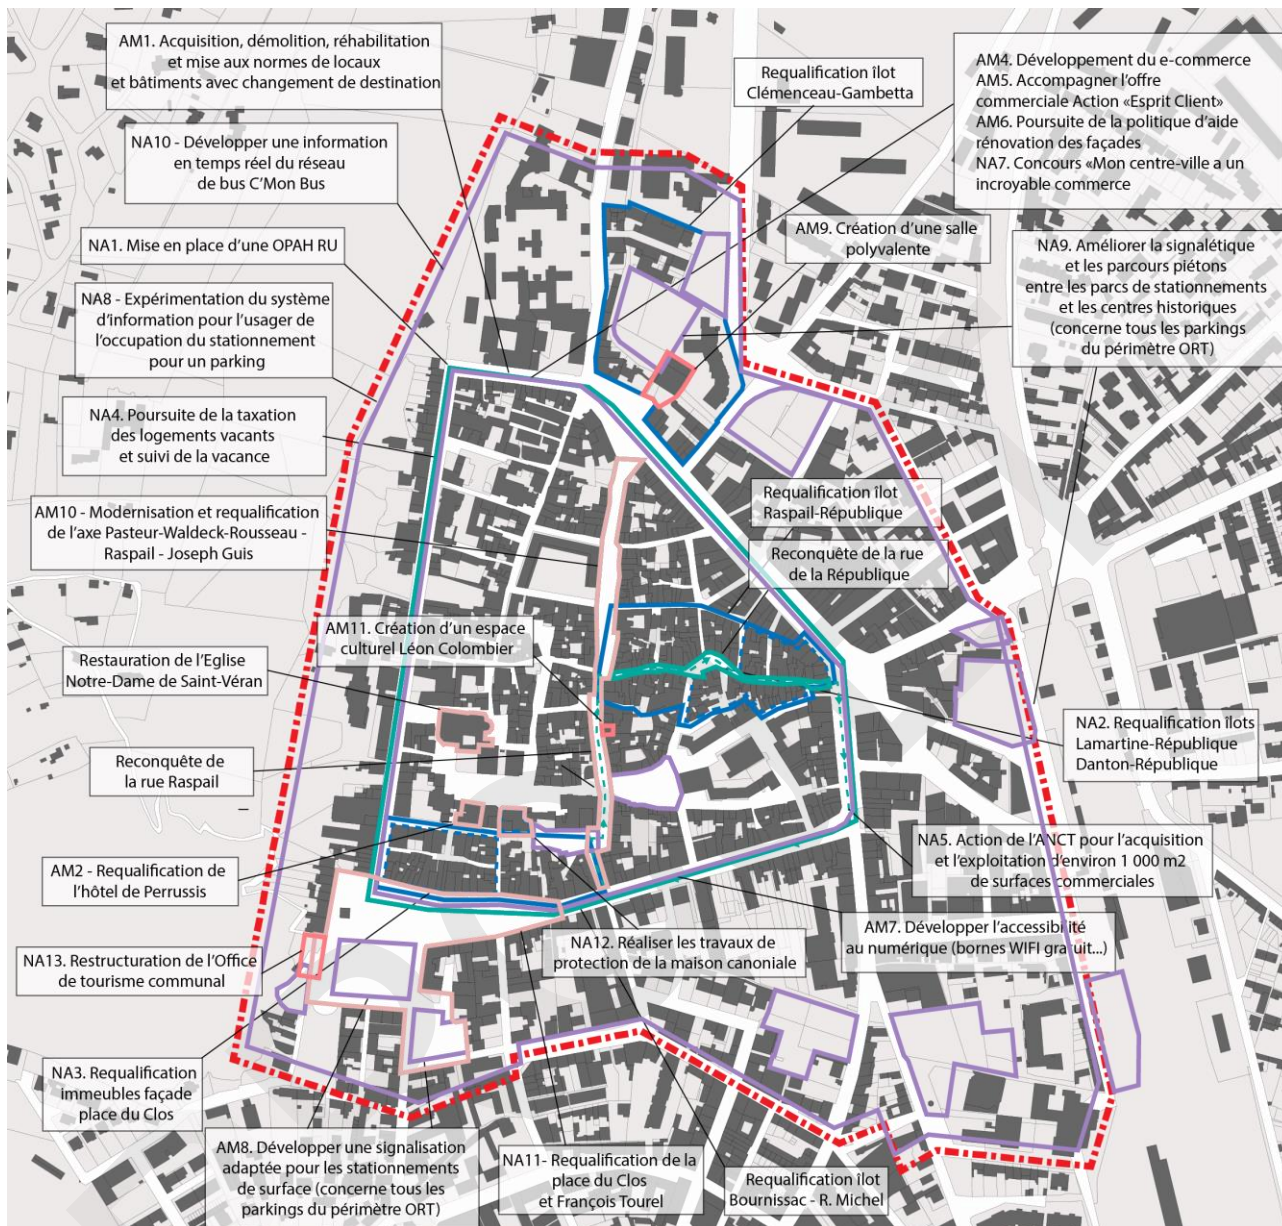 AM1. Acquisition, démolition, réhabilitation
et mise aux normes de locaux
et bâtiments avec changement de destination
NA10 - Développer une information
en temps réel du réseau
de bus C'Mon Bus
NA1. Mise en place d'une OPAH RU
NA8 - Expérimentation du système
d'information pour l'usager de
l'occupation du stationnement
pour un parking
NA4. Poursuite de la taxation
des logements vacants
et suivi de la vacance
AM10 - Modernisation et requalification
de l'axe Pasteur-Waldeck-Rousseau -
Raspail - Joseph Guis
AM11. Création d'un espace
culturel Léon Colombier
Restauration de l'Eglise
Notre-Dame de Saint-Véran
Reconquête de
la rue Raspail
AM2 - Requalification de
l'hôtel de Perrussis
NA13. Restructuration de l'Office
de tourisme communal
NA3. Requalification
immeubles façade
place du Clos
AM8. Développer une signalisation
adaptée pour les stationnements
de surface (concerne tous les
parkings du périmètre ORT)
NA11- Requalification de la
place du Clos
et François Tourel
Requalification îlot
Bournissac - R. Michel
NA12. Réaliser les travaux de
protection de la maison canoniale
AM7. Développer l'accessibilité
au numérique (bornes WIFI gratuit...)
NA5. Action de l'ANCT pour l'acquisition
et l'exploitation d'environ 1 000 m2
de surfaces commerciales
NA2. Requalification îlots
Lamartine-République
Danton-République
Reconquête de la rue
de la République
Requalification îlot
Raspail-République
NA9. Améliorer la signalétique
et les parcours piétons
entre les parcs de stationnements
et les centres historiques
(concerne tous les parkings
du périmètre ORT)
AM9. Création d'une salle
polyvalente
Requalification îlot
Clémenceau-Gambetta
AM4. Développement du e-commerce
AM5. Accompagner l'offre
commerciale Action «Esprit Client»
AM6. Poursuite de la politique d'aide
rénovation des façades
NA7. Concours «Mon centre-ville a un
incroyable commerce